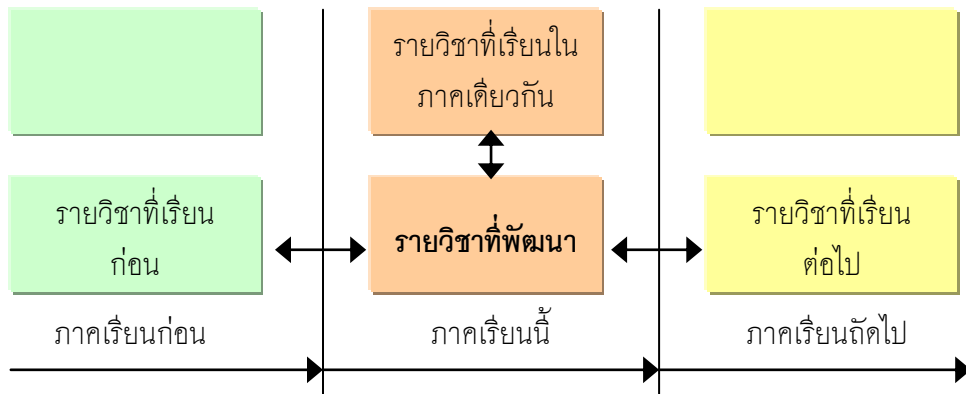 รายวิชาที่เรียนใน
ภาคเดียวกัน
รายวิชาที่เรียน
ก่อน
รายวิชาที่พัฒนา
รายวิชาที่เรียน
ต่อไป
ภาคเรียนก่อน
ภาคเรียนนี้
ภาคเรียนถัดไป